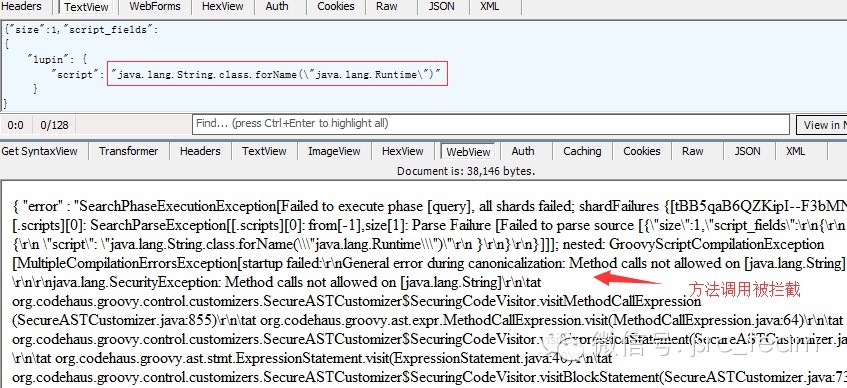 Headers TextView WebForms HexView Auth Cookies Raw JSON XML
{"size":1,"script_fields":
{
"lupin": {
"script": "java.lang.String.class.forName(\"java.lang.Runtime\")"
}
}
0:0 0/128 Find... (press Ctrl+Enter to highlight all) View in N
Get SyntaxView Transformer Headers TextView ImageView HexView WebView Auth Caching Cookies Raw JSON XML
Document is: 38,146 bytes.
{ "error" : "SearchPhaseExecutionException[Failed to execute phase [query], all shards failed; shardFailures {[tBB5qaB6QZKipI--F3bMN
[.scripts][0]: SearchParseException[[.scripts][0]: from[-1],size[1]: Parse Failure [Failed to parse source [{\"size\":1,\"script_fields\":\r\n{\r\n
{\r\n \"script\": \"java.lang.String.class.forName(\\\"java.lang.Runtime\\\")\"\r\n }\r\n}\r\n}]]]; nested: GroovyScriptCompilationException
[MultipleCompilationErrorsException[startup failed:\r\nGeneral error during canonicalization: Method calls not allowed on [java.lang.String]
\r\n\r\njava.lang.SecurityException: Method calls not allowed on [java.lang.String]\r\n\tat
方法调用被拦截
org.codehaus.groovy.control.customizers.SecureASTCustomizer$SecuringCodeVisitor.visitMethodCallExpression
(SecureASTCustomizer.java:855)\r\n\tat org.codehaus.groovy.ast.expr.MethodCallExpression.visit(MethodCallExpression.java:64)\r\n\tat
org.codehaus.groovy.control.customizers.SecureASTCustomizer$SecuringCodeVisitor.visitExpressionStatement(SecureASTCustomizer.ja
\r\n\tat org.codehaus.groovy.ast.stmt.ExpressionStatement.visit(ExpressionStatement.java:40)\r\n\tat
微信号: jsrc_team
org.codehaus.groovy.control.customizers.SecureASTCustomizer$SecuringCodeVisitor.visitBlockStatement(SecureASTCustomizer.java:73